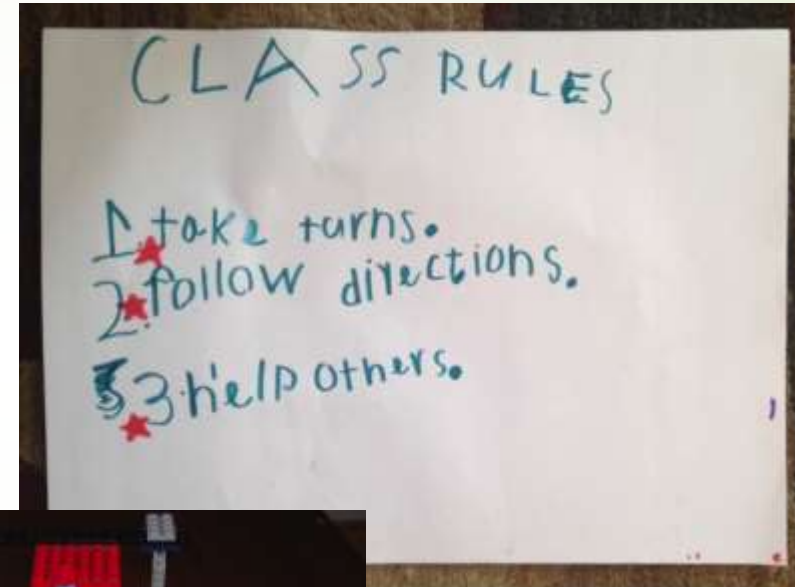 CLASS RULES
1. take turns.
2. follow directions.
3. help others.